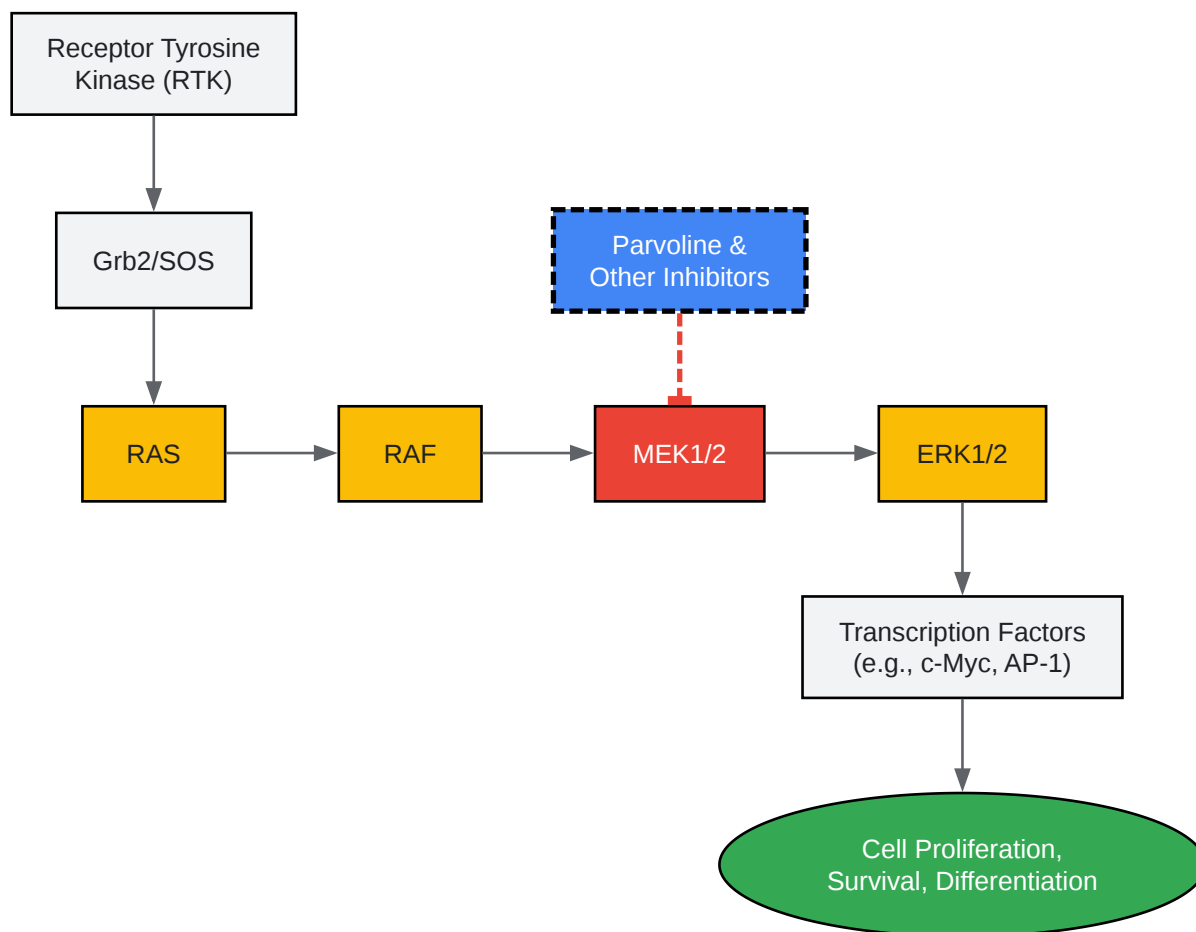 Receptor Tyrosine
Kinase (RTK)
Grb2/SOS
Parvoline &
Other Inhibitors
RAS
RAF
MEK1/2
ERK1/2
Transcription Factors
(e.g., c-Myc, AP-1)
Cell Proliferation,
Survival, Differentiation